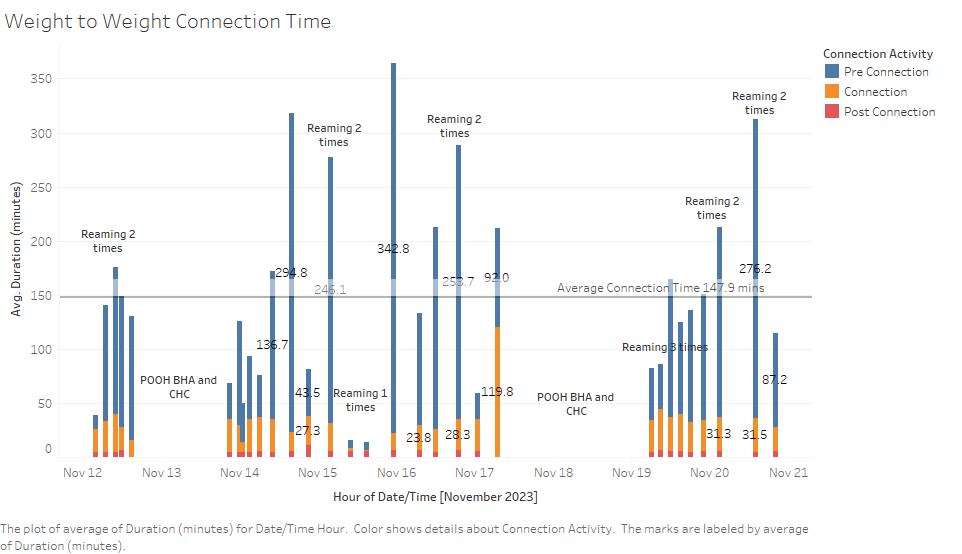 Weight to Weight Connection Time
Connection Activity
Pre Connection
Connection
Post Connection
Avg. Duration (minutes)
350
300
250
200
150
100
50
0
Reaming 2
times
Reaming 2
times
Reaming 2
times
Reaming 2
times
Reaming 2
times
342.8
294.8
246.1
253.7
92.0
276.2
Average Connection Time 147.9 mins
136.7
Reaming 3 times
POOH BHA and
CHC
43.5
Reaming 1
times
119.8
POOH BHA and
CHC
87.2
27.3
23.8
28.3
31.3
31.5
Nov 12
Nov 13
Nov 14
Nov 15
Nov 16
Nov 17
Nov 18
Nov 19
Nov 20
Nov 21
Hour of Date/Time [November 2023]
The plot of average of Duration (minutes) for Date/Time Hour. Color shows details about Connection Activity. The marks are labeled by average
of Duration (minutes).